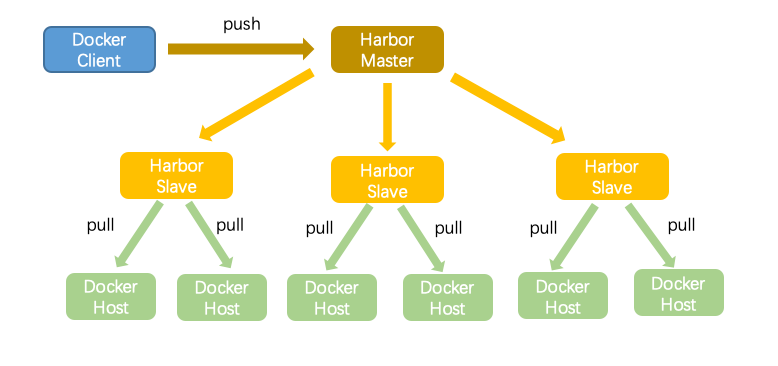 push
Docker
Client
Harbor
Master
Harbor
Slave
Harbor
Slave
Harbor
Slave
pull
pull
pull
pull
pull
pull
Docker
Host
Docker
Host
Docker
Host
Docker
Host
Docker
Host
Docker
Host